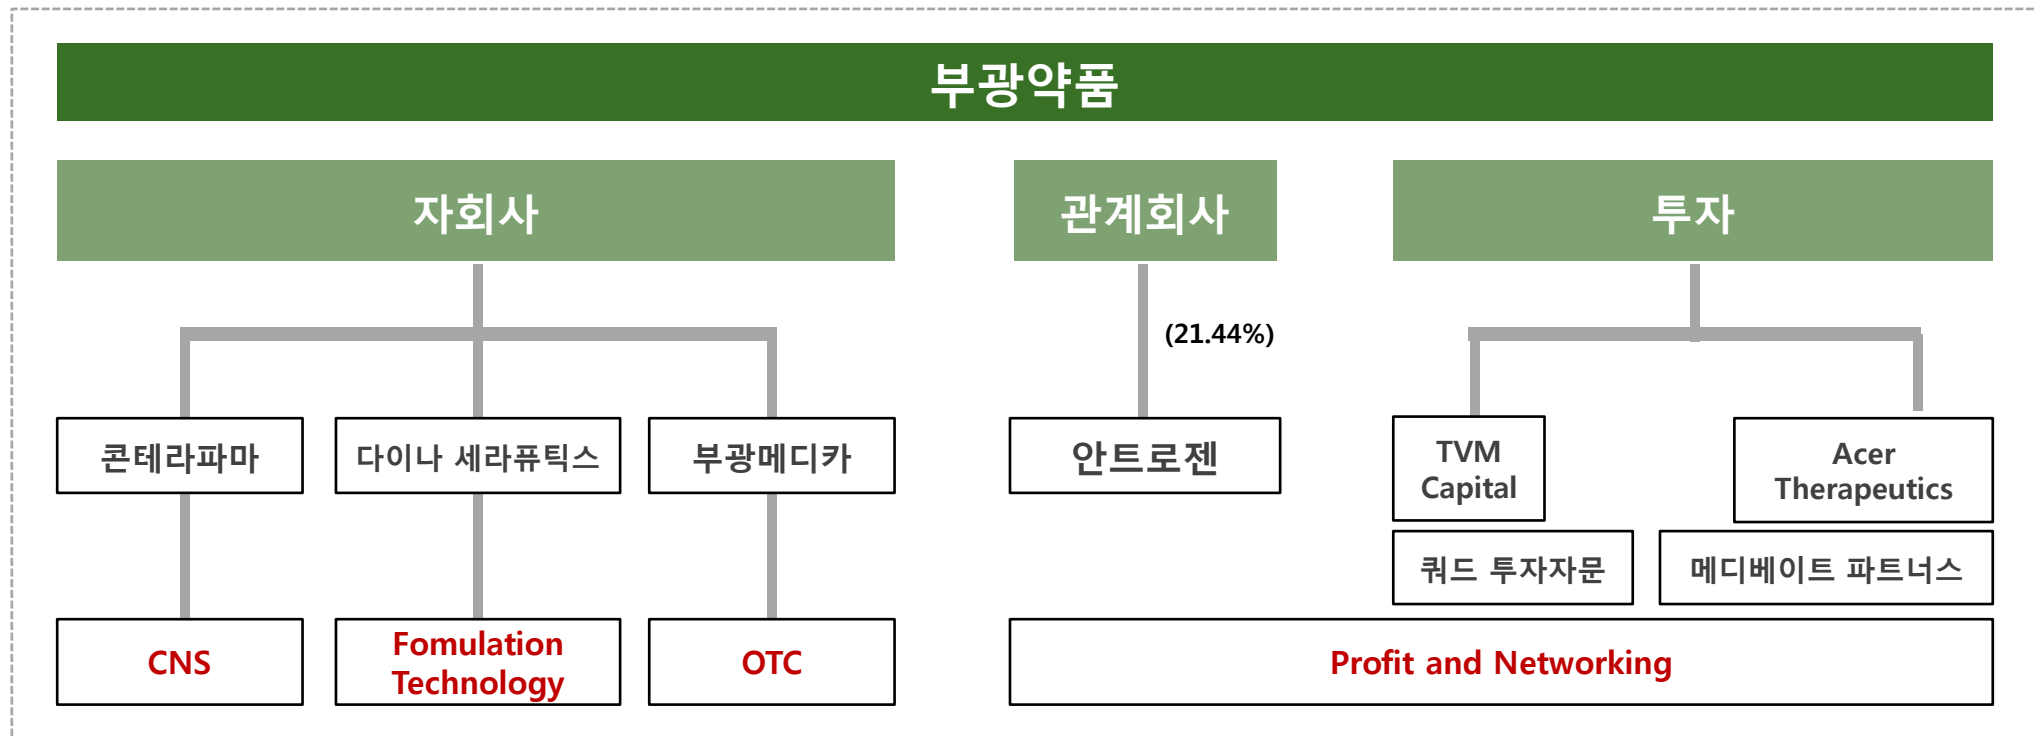 부광약품
자회사
관계회사
투자
(21.44%)
콘테라파마
다이나 세라퓨틱스
부광메디카
안트로젠
TVM
Capital
Acer
Therapeutics
쿼드 투자자문
메디베이트 파트너스
CNS
Fomulation
Technology
OTC
Profit and Networking